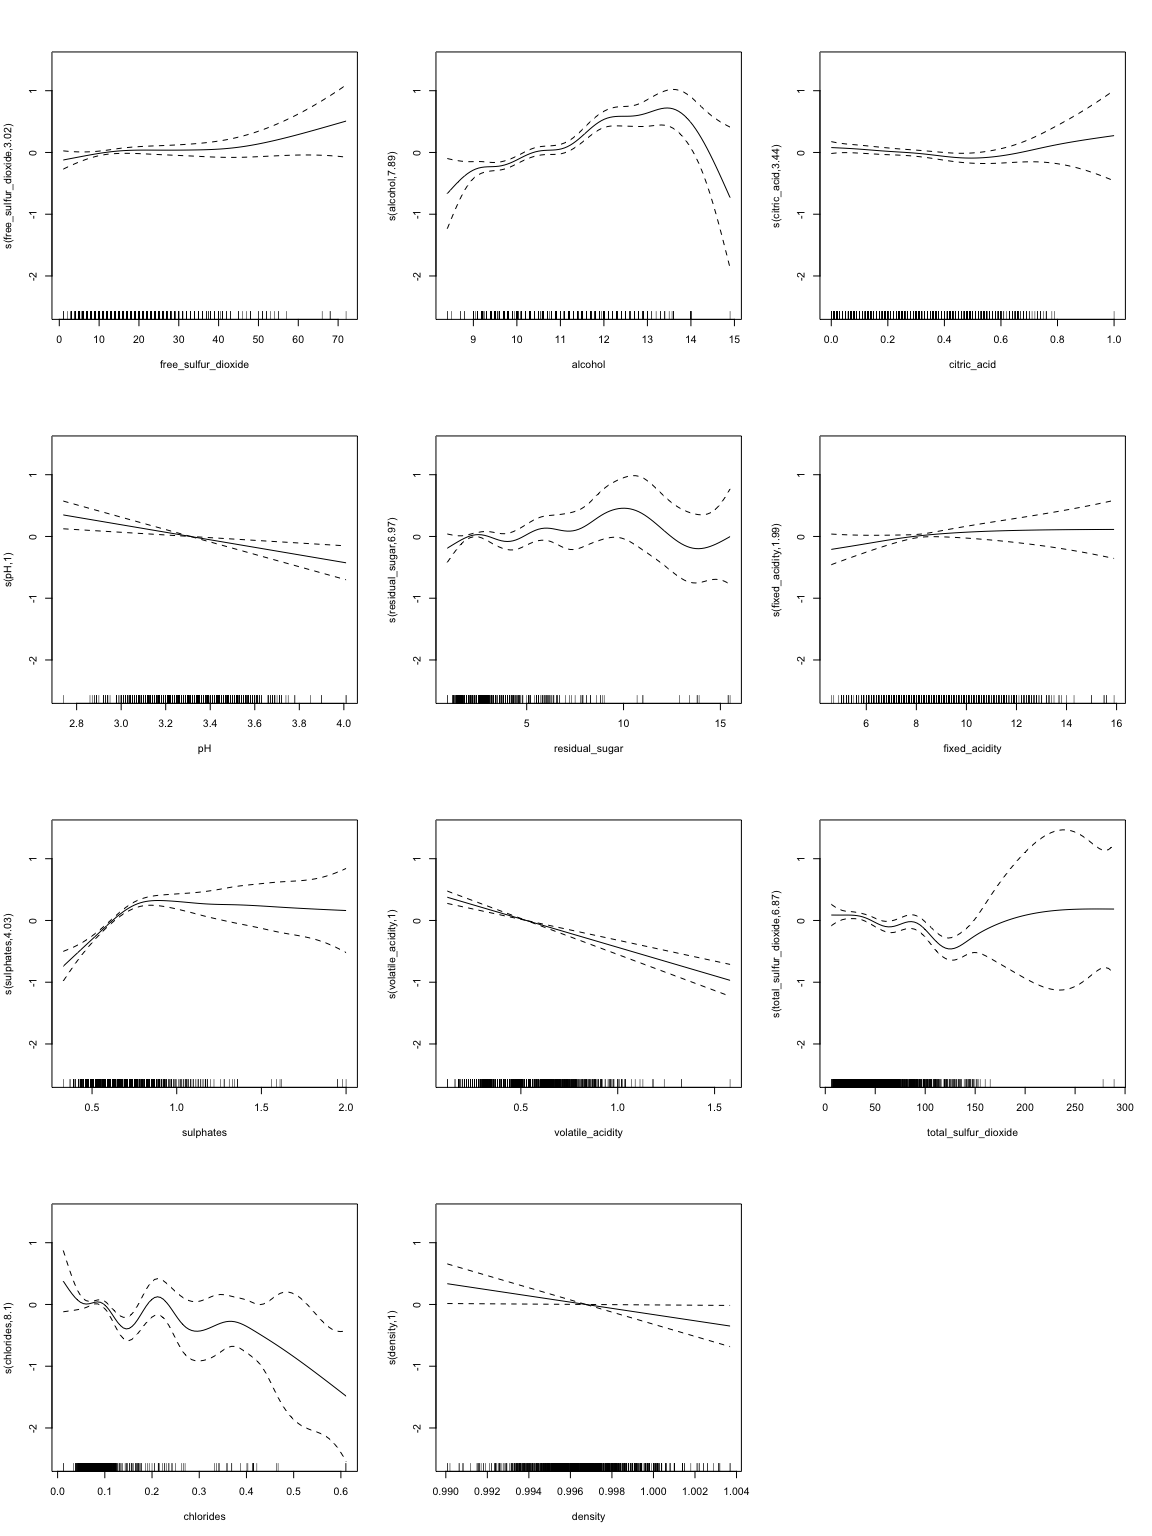 s(free_sulfur_dioxide,3.02)
1
0
-1
-2
0 10 20 30 40 50 60 70
free_sulfur_dioxide
s(alcohol,7.89)
1
0
-1
-2
9 10 11 12 13 14 15
alcohol
s(citric_acid,3.44)
1
0
-1
-2
0.0 0.2 0.4 0.6 0.8 1.0
citric_acid
s(pH,1)
1
0
-1
-2
2.8 3.0 3.2 3.4 3.6 3.8 4.0
pH
s(residual_sugar,6.97)
1
0
-1
-2
5 10 15
residual_sugar
s(fixed_acidity,1.99)
1
0
-1
-2
6 8 10 12 14 16
fixed_acidity
s(sulphates,4.03)
1
0
-1
-2
0.5 1.0 1.5 2.0
sulphates
s(volatile_acidity,1)
1
0
-1
-2
0.5 1.0 1.5
volatile_acidity
s(total_sulfur_dioxide,6.87)
1
0
-1
-2
0 50 100 150 200 250 300
total_sulfur_dioxide
s(chlorides,8.1)
1
0
-1
-2
0.0 0.1 0.2 0.3 0.4 0.5 0.6
chlorides
s(density,1)
1
0
-1
-2
0.990 0.992 0.994 0.996 0.998 1.000 1.002 1.004
density